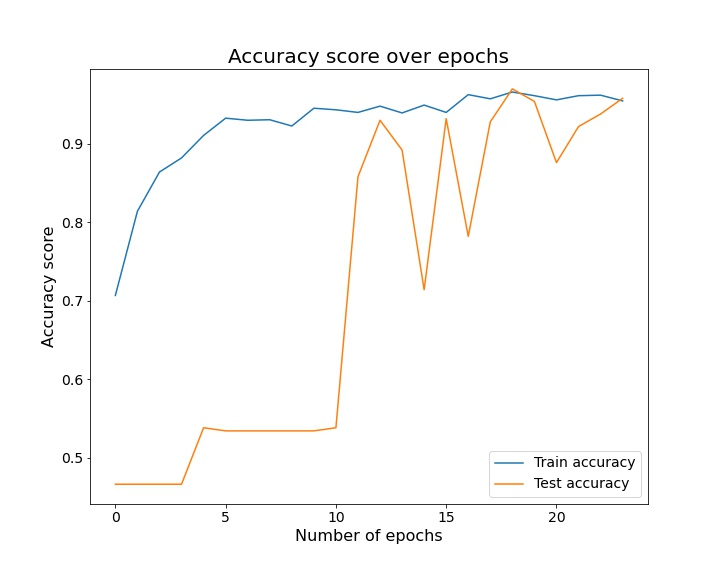 Accuracy score over epochs
Accuracy score
0.9
0.8
0.7
0.6
0.5
Train accuracy
Test accuracy
0 5 10 15 20
Number of epochs